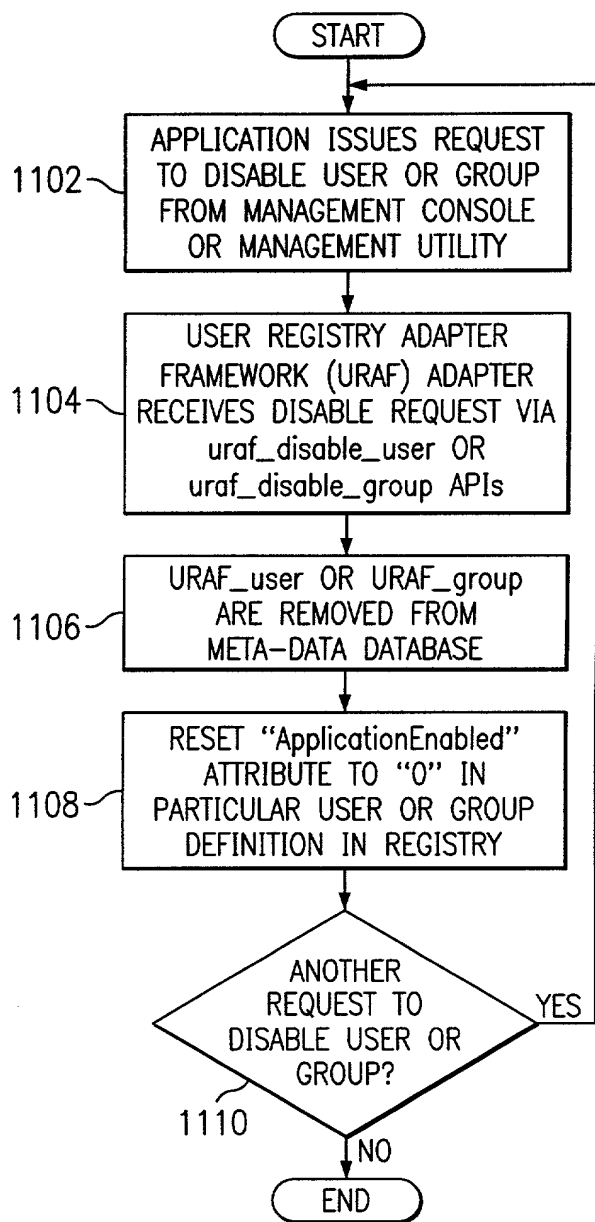 START
APPLICATION ISSUES REQUEST
TO DISABLE USER OR GROUP
FROM MANAGEMENT CONSOLE
OR MANAGEMENT UTILITY
1102
USER REGISTRY ADAPTER
FRAMEWORK (URAF) ADAPTER
RECEIVES DISABLE REQUEST VIA
uraf_disable_user OR
uraf_disable_group APIs
1104
URAF_user OR URAF_group
ARE REMOVED FROM
META-DATA DATABASE
1106
RESET “ApplicationEnabled”
ATTRIBUTE TO “0” IN
PARTICULAR USER OR GROUP
DEFINITION IN REGISTRY
1108
ANOTHER
REQUEST TO
DISABLE USER OR
GROUP?
YES
1110
NO
END